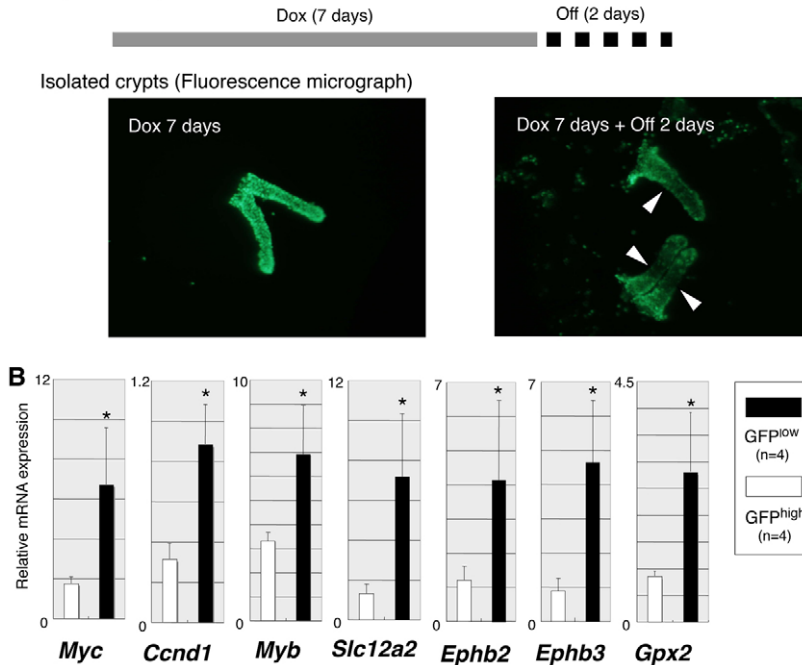 Dox (7 days) Off (2 days)
Isolated crypts (Fluorescence micrograph)
Dox 7 days
Dox 7 days + Off 2 days
B
Relative mRNA expression
12 1.2 10 12 7 7 4.5
* * * * * * *
0 0 0 0 0 0 0
Myc Ccnd1 Myb Slc12a2 Ephb2 Ephb3 Gpx2
GFPlow
(n=4)
GFPhigh
(n=4)